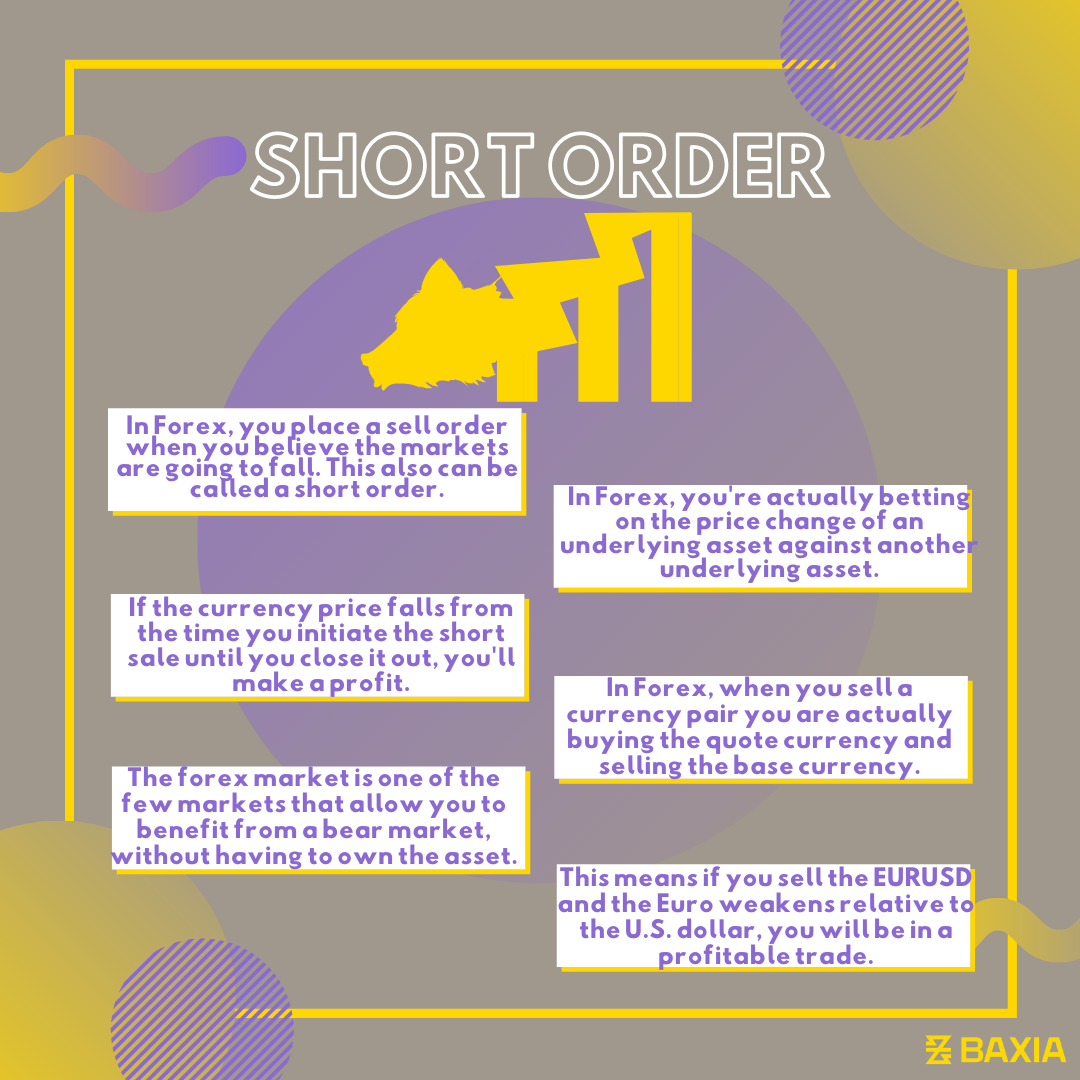 SHORT ORDER
In Forex, you place a sell order
when you believe the markets
are going to fall. This also can be
called a short order.
In Forex, you're actually betting
on the price change of an
underlying asset against another
underlying asset.
If the currency price falls from
the time you initiate the short
sale until you close it out, you'll
make a profit.
In Forex, when you sell a
currency pair you are actually
buying the quote currency and
selling the base currency.
The forex market is one of the
few markets that allow you to
benefit from a bear market,
without having to own the asset.
This means if you sell the EURUSD
and the Euro weakens relative to
the U.S. dollar, you will be in a
profitable trade.
BAXIA